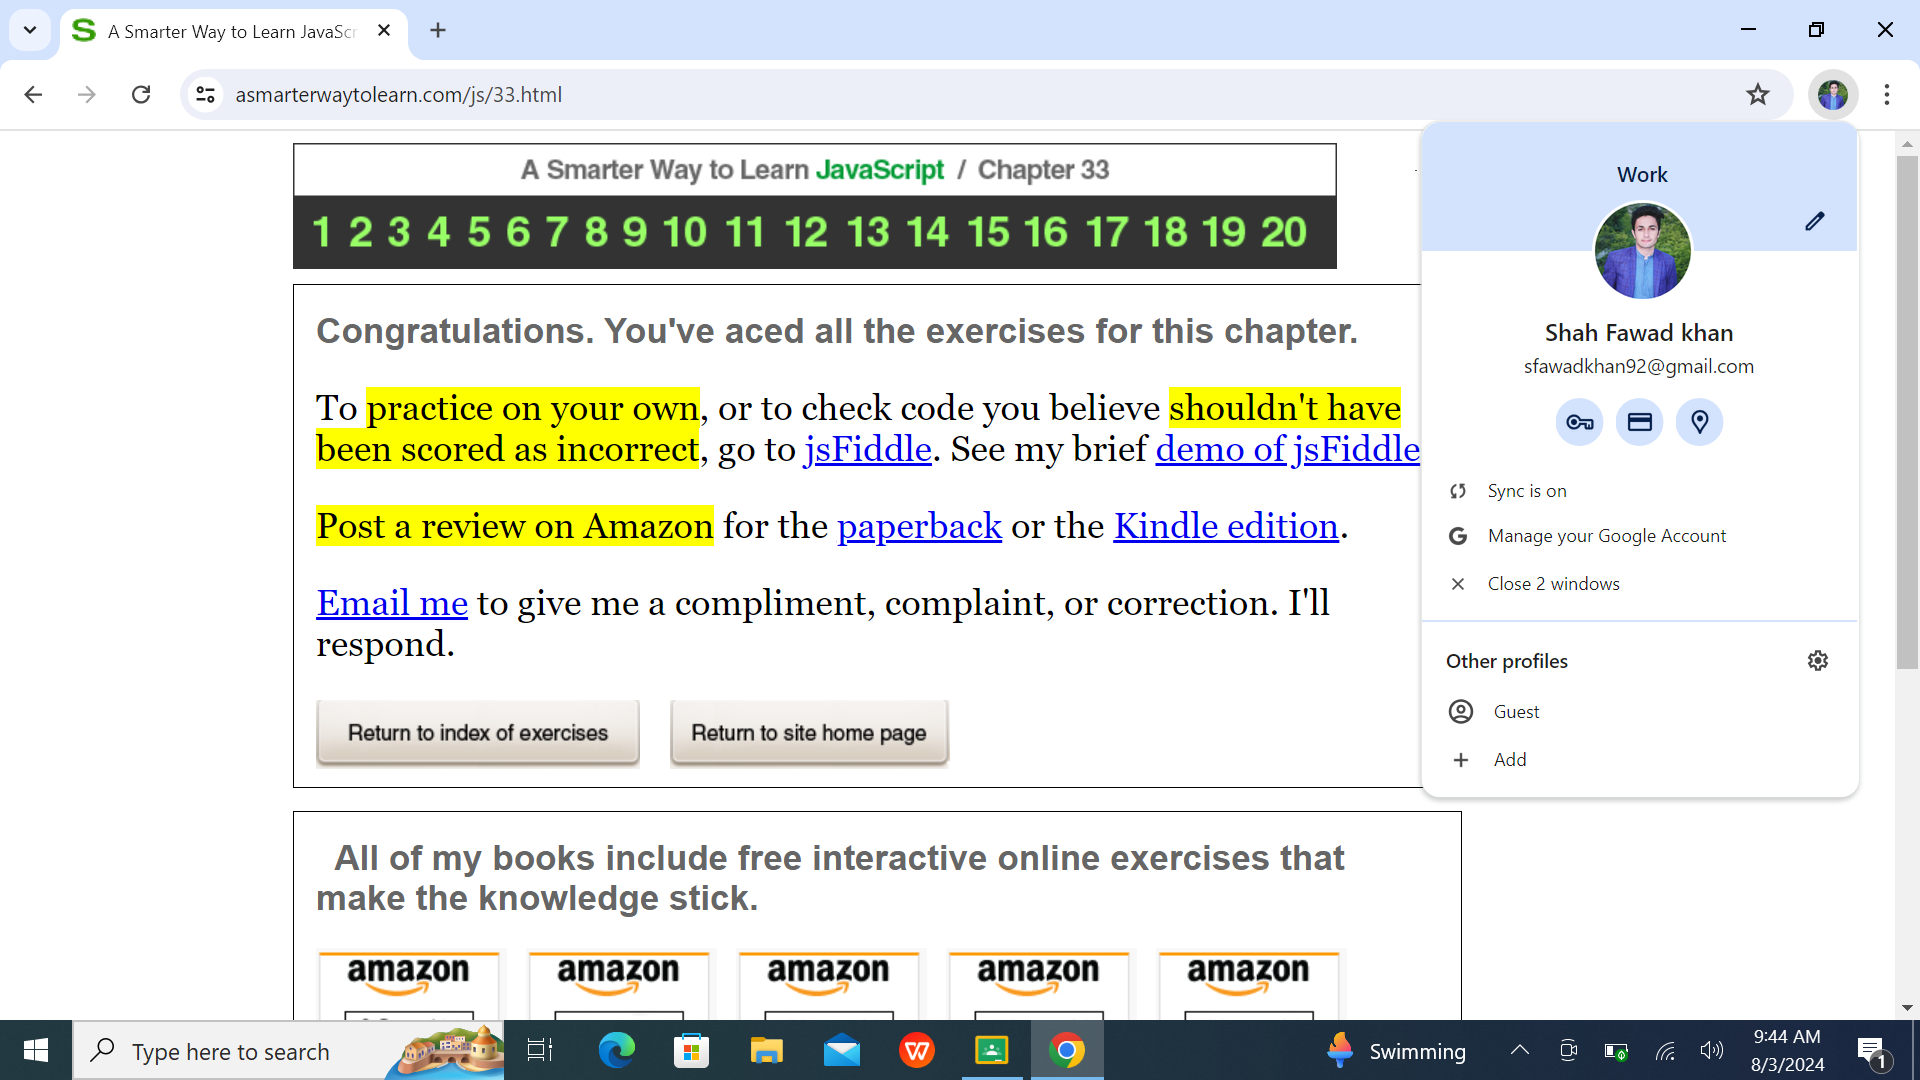 A Smarter Way to Learn JavaScr
asmarterwaytolearn.com/js/33.html
A Smarter Way to Learn JavaScript / Chapter 33
1 2 3 4 5 6 7 8 9 10 11 12 13 14 15 16 17 18 19 20
Congratulations. You've aced all the exercises for this chapter.
To practice on your own, or to check code you believe shouldn't have
been scored as incorrect, go to jsFiddle. See my brief demo of jsFiddle
Post a review on Amazon for the paperback or the Kindle edition.
Email me to give me a compliment, complaint, or correction. I'll
respond.
Return to index of exercises
Return to site home page
All of my books include free interactive online exercises that
make the knowledge stick.
amazon
amazon
amazon
amazon
amazon
Work
Shah Fawad khan
sfawadkhan92@gmail.com
Sync is on
Manage your Google Account
Close 2 windows
Other profiles
Guest
Add
Type here to search
Swimming
9:44 AM
8/3/2024
1